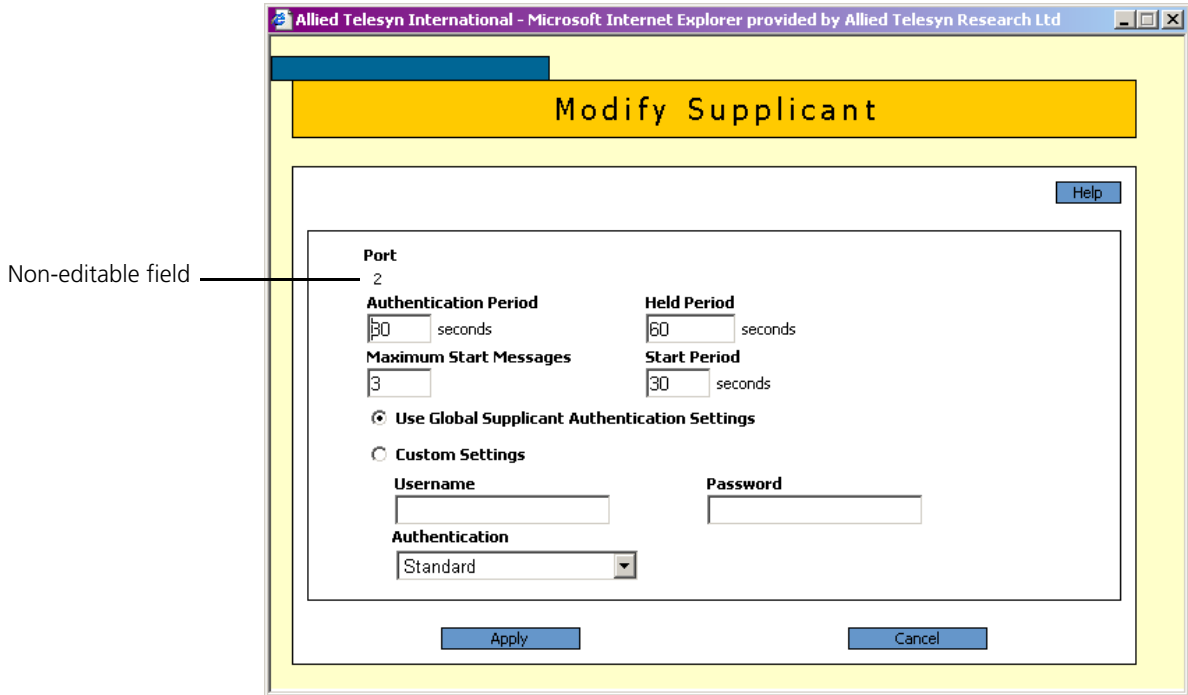 Allied Telesyn International - Microsoft Internet Explorer provided by Allied Telesyn Research Ltd
Modify Supplicant
Help
Port
Non-editable field
2
Authentication Period Held Period
30 seconds 60 seconds
Maximum Start Messages Start Period
3 30 seconds
Use Global Supplicant Authentication Settings
Custom Settings
Username Password
Authentication
Standard
Apply Cancel